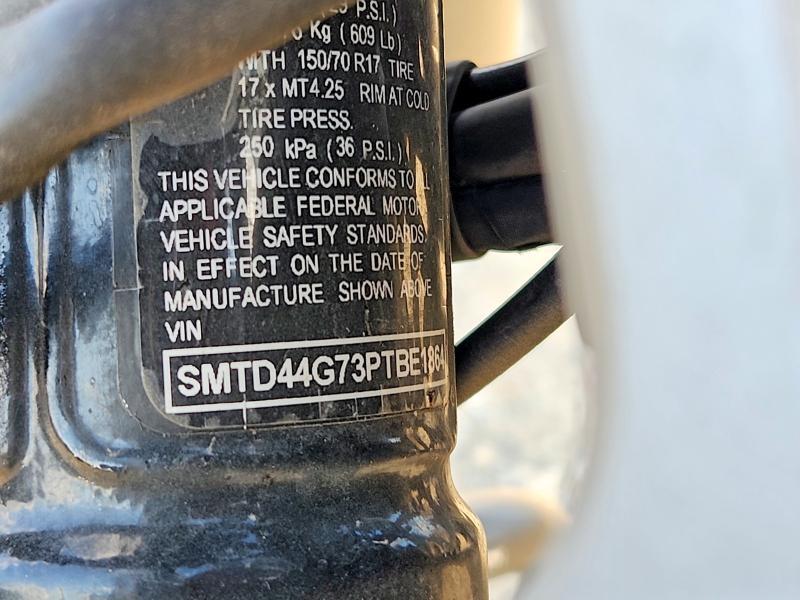 P.S.I.)
Kg (609 Lb)
WITH 150/70 R17 TIRE
17 x MT4.25 RIM AT COLD
TIRE PRESS.
250 kPa (36 P.S.I.)
THIS VEHICLE CONFORMS TO ALL
APPLICABLE FEDERAL MOTOR
VEHICLE SAFETY STANDARDS
IN EFFECT ON THE DATE OF
MANUFACTURE SHOWN ABOVE
VIN
SMTD44G73PTBE1864